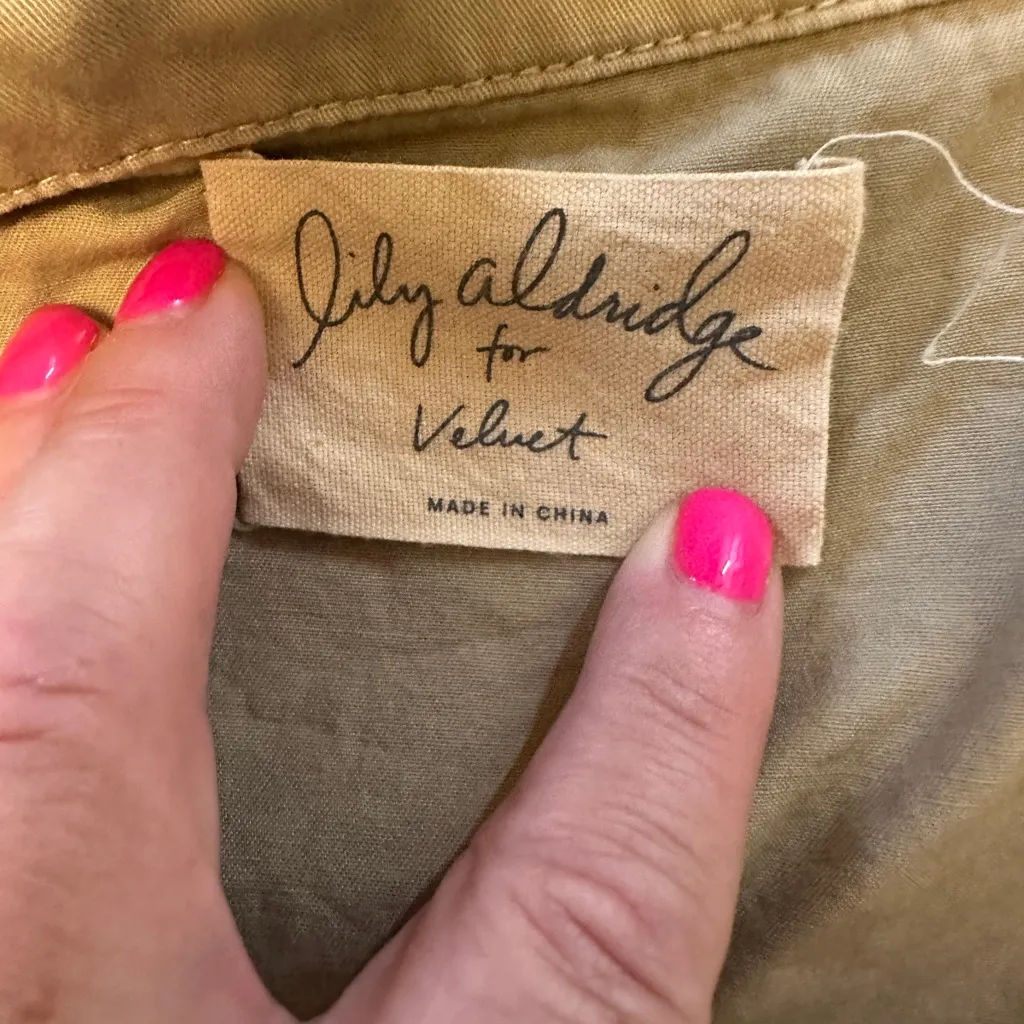 lily aldridge
for
Velvet
MADE IN CHINA